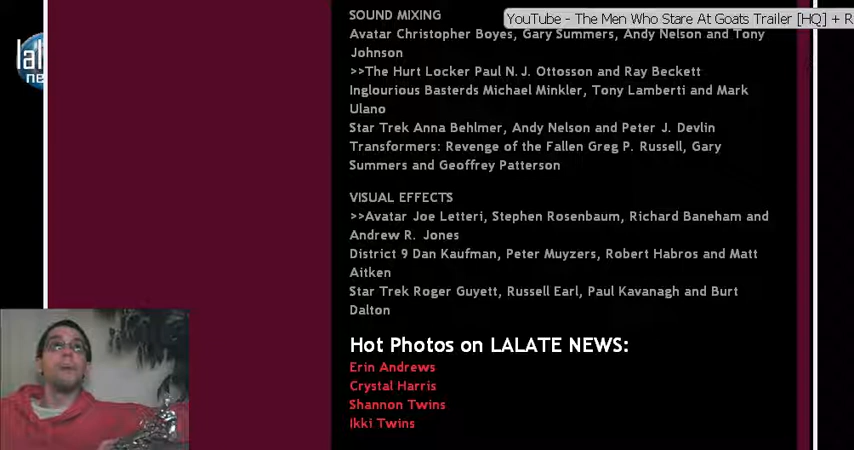 SOUND MIXING
YouTube - The Men Who Stare At Goats Trailer [HQ] + R
Avatar Christopher Boyes, Gary Summers, Andy Nelson and Tony
Johnson
>>The Hurt Locker Paul N. J. Ottosson and Ray Beckett
Inglourious Basterds Michael Minkler, Tony Lamberti and Mark
Ulano
Star Trek Anna Behlmer, Andy Nelson and Peter J. Devlin
Transformers: Revenge of the Fallen Greg P. Russell, Gary
Summers and Geoffrey Patterson
VISUAL EFFECTS
>>Avatar Joe Letteri, Stephen Rosenbaum, Richard Baneham and
Andrew R. Jones
District 9 Dan Kaufman, Peter Muyzers, Robert Habros and Matt
Aitken
Star Trek Roger Guyett, Russell Earl, Paul Kavanagh and Burt
Dalton
Hot Photos on LALATE NEWS:
Erin Andrews
Crystal Harris
Shannon Twins
Ikki Twins
lal
ne